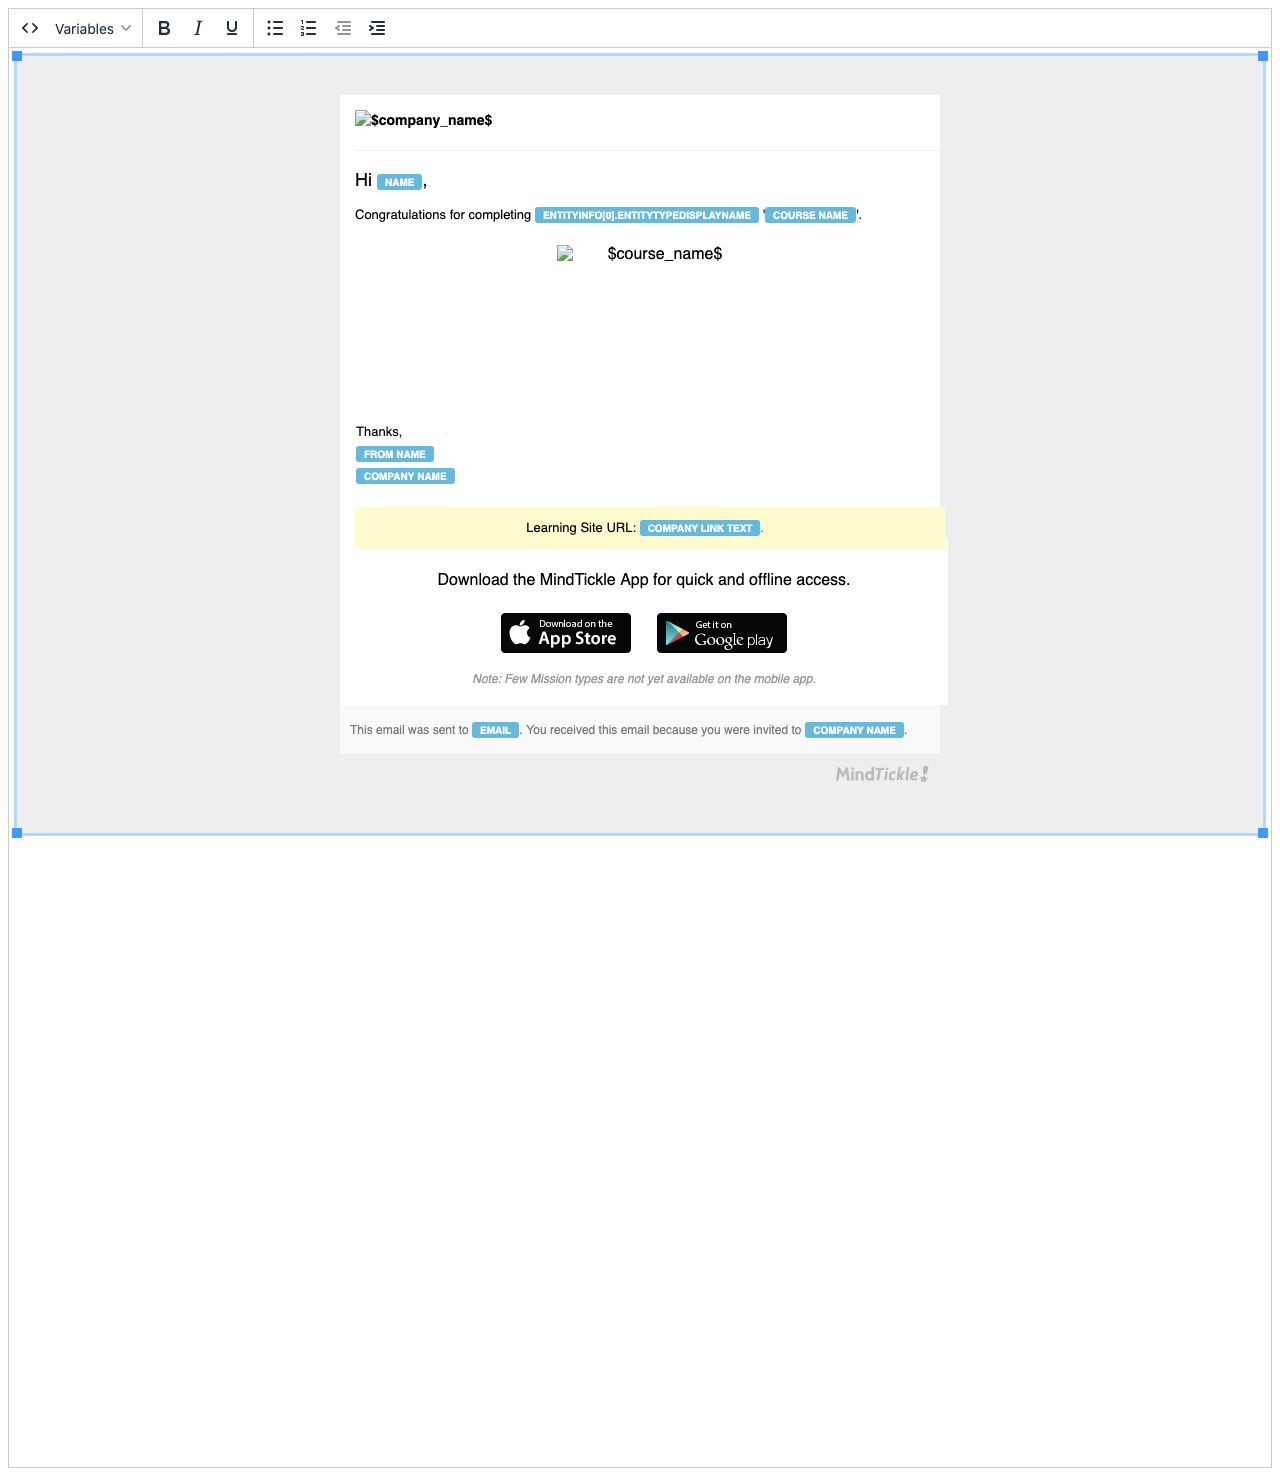 Variables
$company_name$
Hi NAME,
Congratulations for completing ENTITYINFO[0].ENTITYTYPEDISPLAYNAME 'COURSE NAME'.
$course_name$
Thanks,
FROM NAME
COMPANY NAME
Learning Site URL: COMPANY LINK TEXT.
Download the MindTickle App for quick and offline access.
Download on the App Store
Get it on Google play
Note: Few Mission types are not yet available on the mobile app.
This email was sent to EMAIL. You received this email because you were invited to COMPANY NAME.
MindTickle!